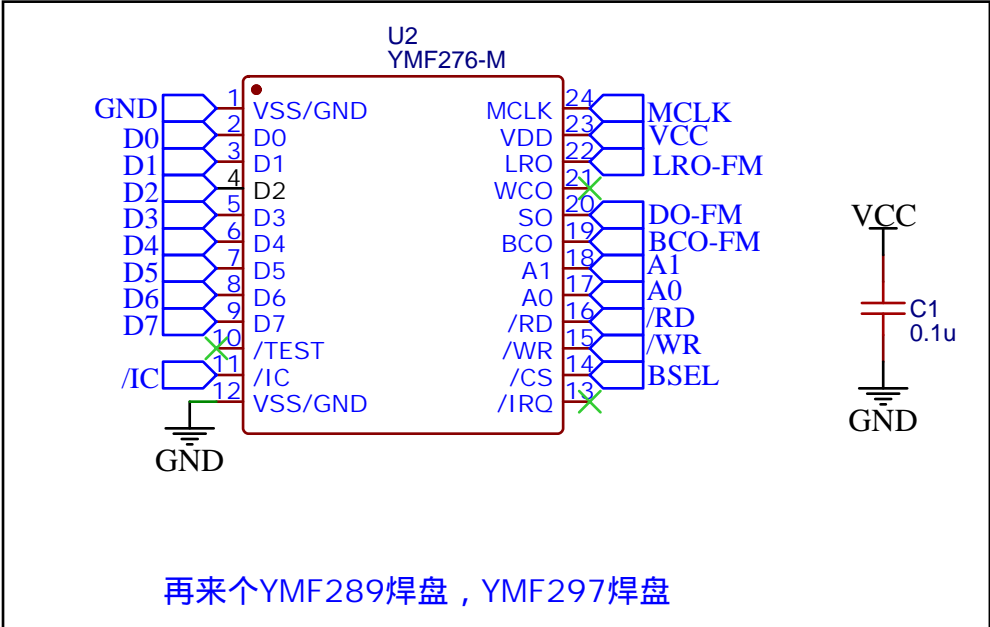 U2
YMF276-M
GND 1 VSS/GND MCLK 24 MCLK
D0 2 D0 VDD 23 VCC
D1 3 D1 LRO 22 LRO-FM
D2 4 D2 WCO 21
D3 5 D3 SO 20 DO-FM
D4 6 D4 BCO 19 BCO-FM
D5 7 D5 A1 18 A1
D6 8 D6 A0 17 A0
D7 9 D7 /RD 16 /RD
10 /TEST /WR 15 /WR
/IC 11 /IC /CS 14 BSEL
12 VSS/GND /IRQ 13
GND
VCC
C1
0.1u
GND
再来个YMF289焊盘，YMF297焊盘